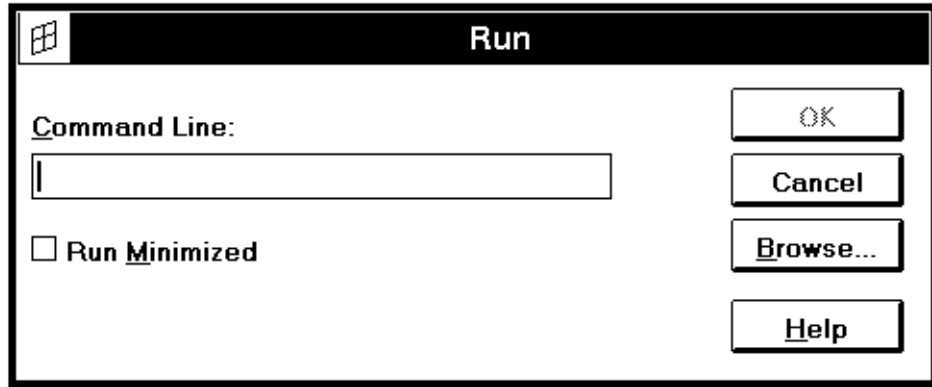 Run
Command Line:
Run Minimized
OK
Cancel
Browse...
Help